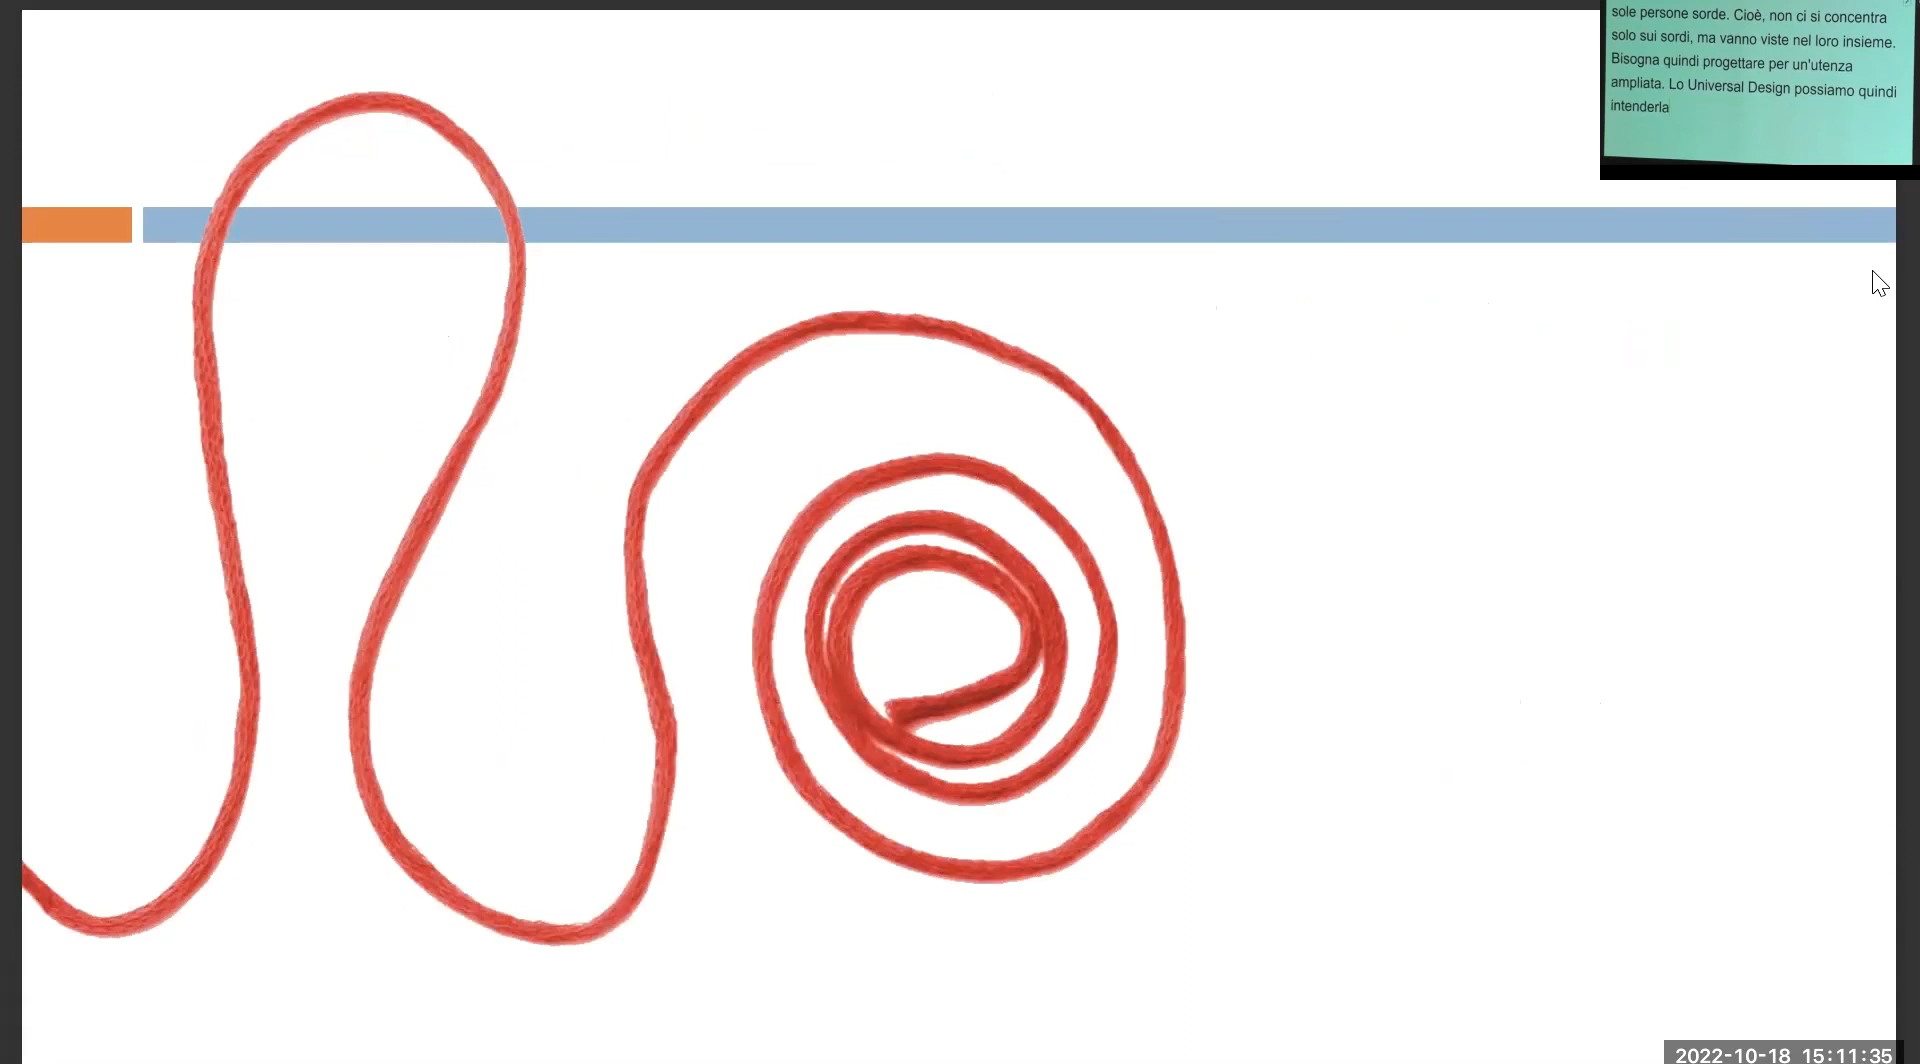 sole persone sorde. Cioè, non ci si concentra
solo sui sordi, ma vanno viste nel loro insieme.
Bisogna quindi progettare per un'utenza
ampliata. Lo Universal Design possiamo quindi
intenderla
2022-10-18 15:11:35